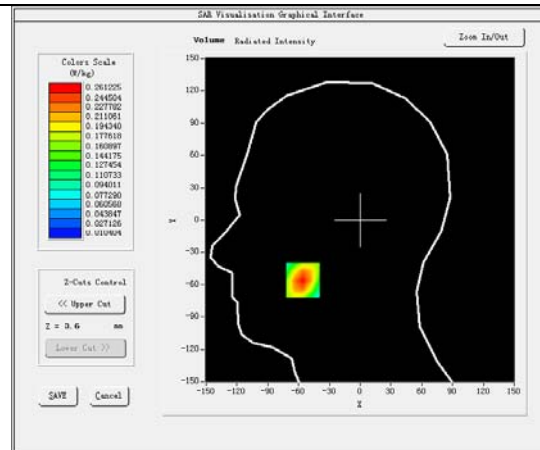 SAR Visualisation Graphical Interface
Volume Radiated Intensity
Zoom In/Out
Colors Scale
(W/kg)
0.261225
0.244504
0.227782
0.211061
0.194340
0.177618
0.160897
0.144175
0.127454
0.110733
0.094011
0.077290
0.060568
0.043847
0.027126
0.010404
Z-Cuts Control
<< Upper Cut
Z = 3.6 mm
Lower Cut >>
SAVE Cancel
150
120
90
60
30
0
-30
-60
-90
-120
-150
Y
-150 -120 -90 -60 -30 0 30 60 90 120 150
X